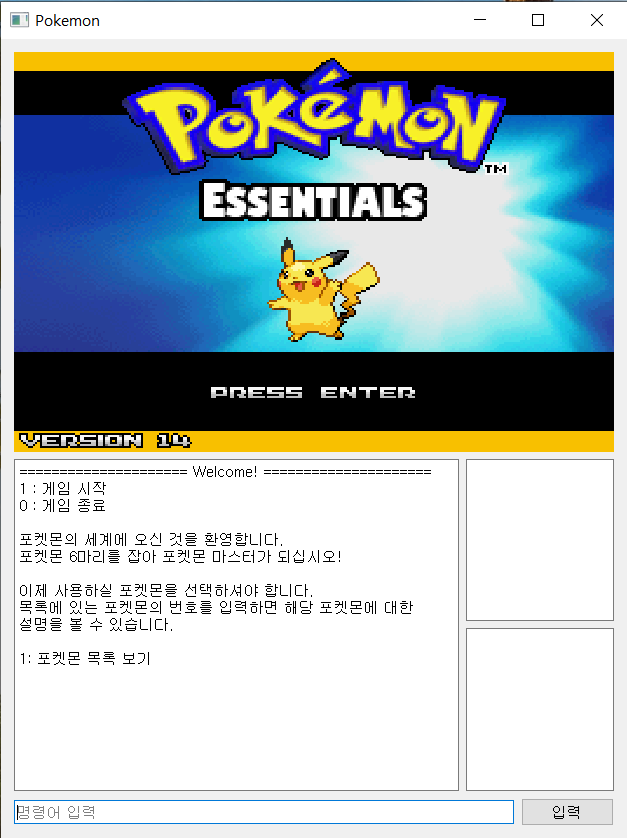 Pokemon
POKéMON
TM
ESSENTIALS
PRESS ENTER
VERSION 14
===================== Welcome! =====================
1 : 게임 시작
0 : 게임 종료
포켓몬의 세계에 오신 것을 환영합니다.
포켓몬 6마리를 잡아 포켓몬 마스터가 되십시오!
이제 사용하실 포켓몬을 선택하셔야 합니다.
목록에 있는 포켓몬의 번호를 입력하면 해당 포켓몬에 대한
설명을 볼 수 있습니다.
1: 포켓몬 목록 보기
명령어 입력
입력